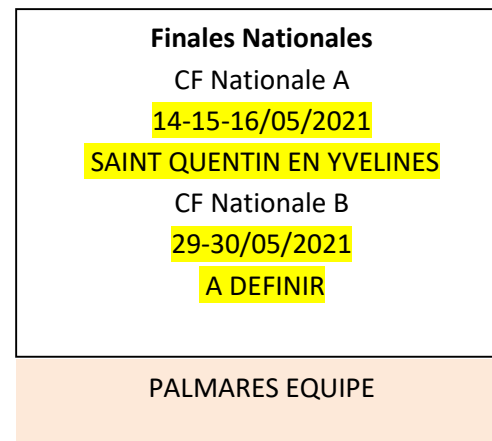 Finales Nationales
CF Nationale A
14-15-16/05/2021
SAINT QUENTIN EN YVELINES
CF Nationale B
29-30/05/2021
A DEFINIR
PALMARES EQUIPE